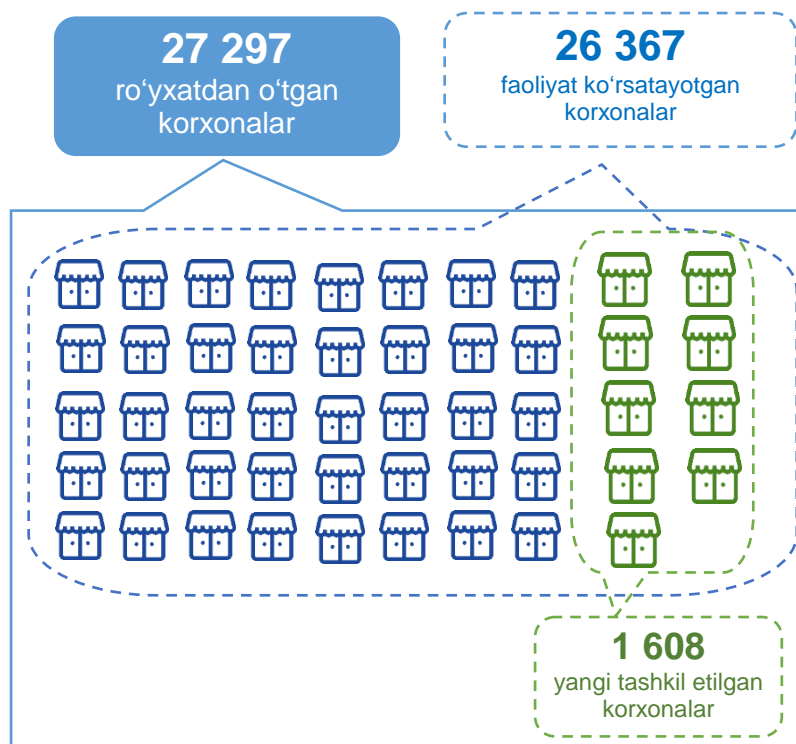 27 297
ro‘yxatdan o‘tgan
korxonalar
26 367
faoliyat ko‘rsatayotgan
korxonalar
1 608
yangi tashkil etilgan
korxonalar